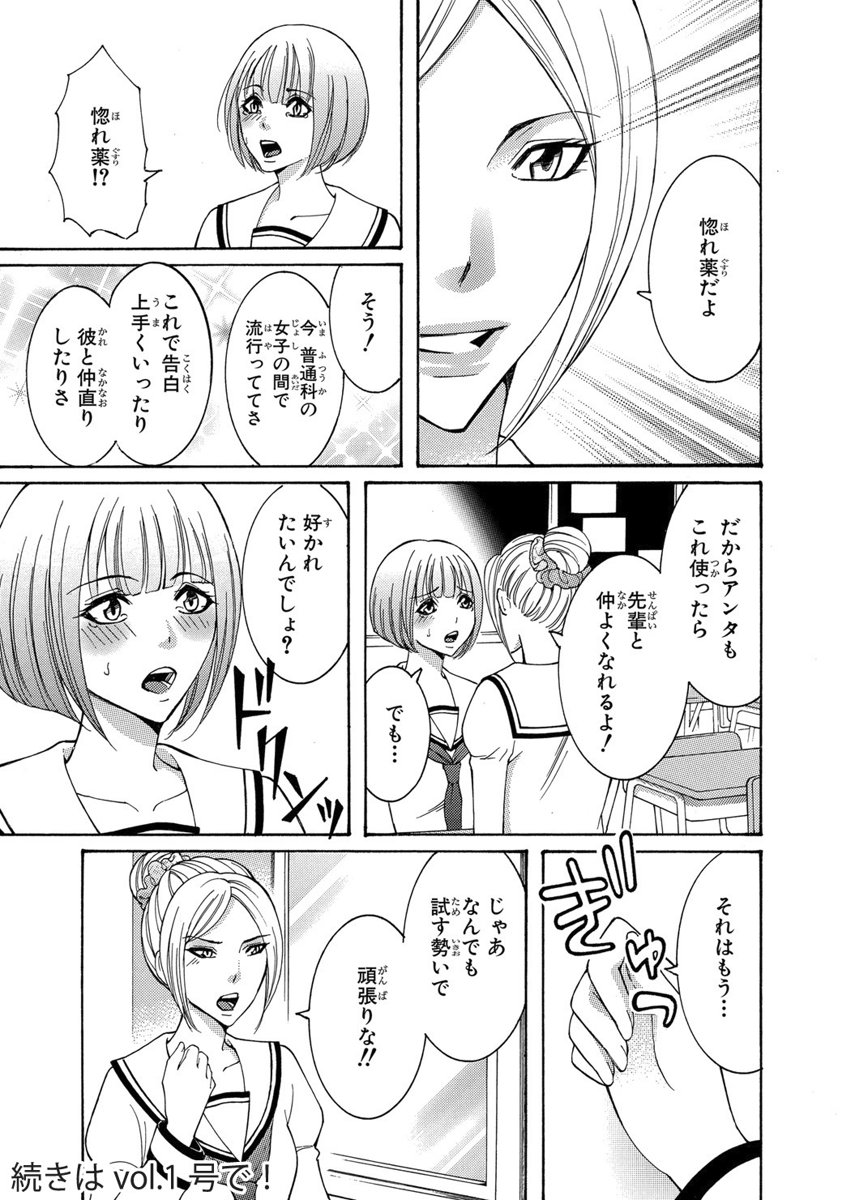 惚れ薬だよ
惚れ薬!?
そう！
今 普通科の
女子の間で
流行っててさ
これで告白
上手くいったり
彼と仲直り
したりさ
だからアンタも
これ使ったら
先輩と
仲よくなれるよ！
でも…
好かれ
たいんでしょ？
ドキンッ
それはもう…
ぎゅっ
じゃあ
なんでも
試す勢いで
頑張りな!!
続きは vol.1 号で！